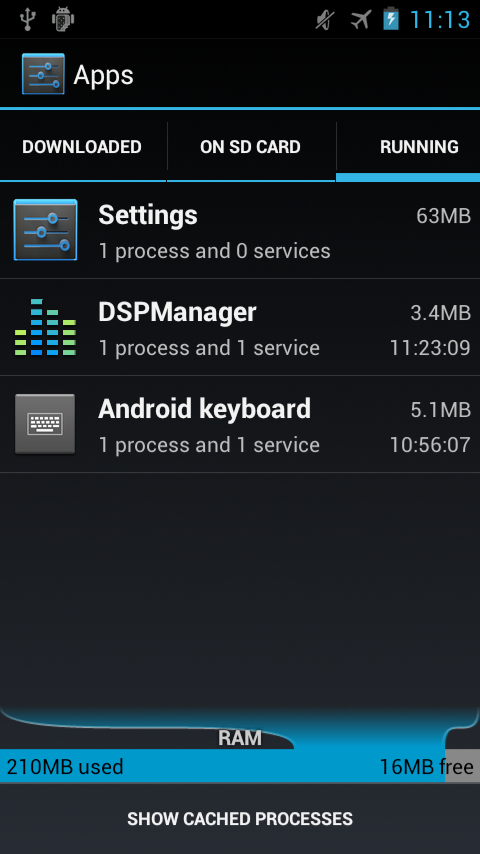 11:13
Apps
DOWNLOADED ON SD CARD RUNNING
Settings 63MB
1 process and 0 services
DSPManager 3.4MB
1 process and 1 service 11:23:09
Android keyboard 5.1MB
1 process and 1 service 10:56:07
RAM
210MB used 16MB free
SHOW CACHED PROCESSES